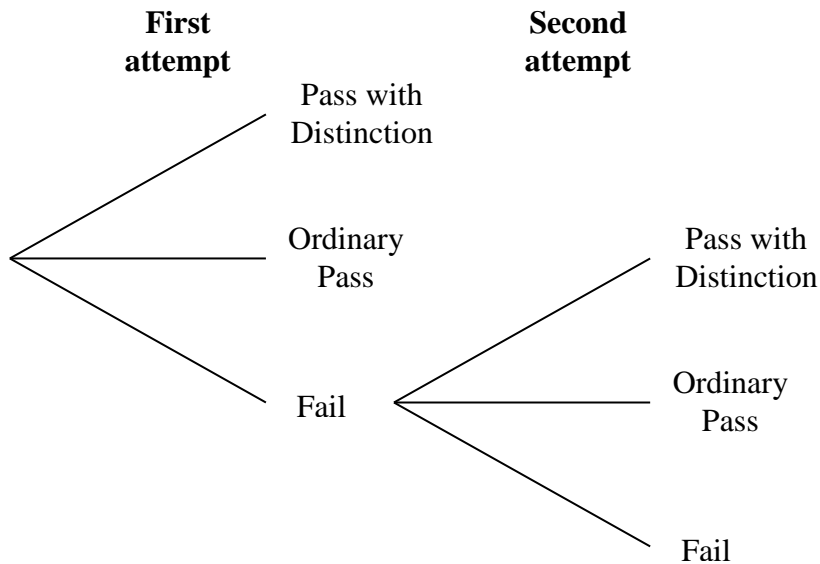 First
attempt
Second
attempt
Pass with
Distinction
Ordinary
Pass
Fail
Pass with
Distinction
Ordinary
Pass
Fail